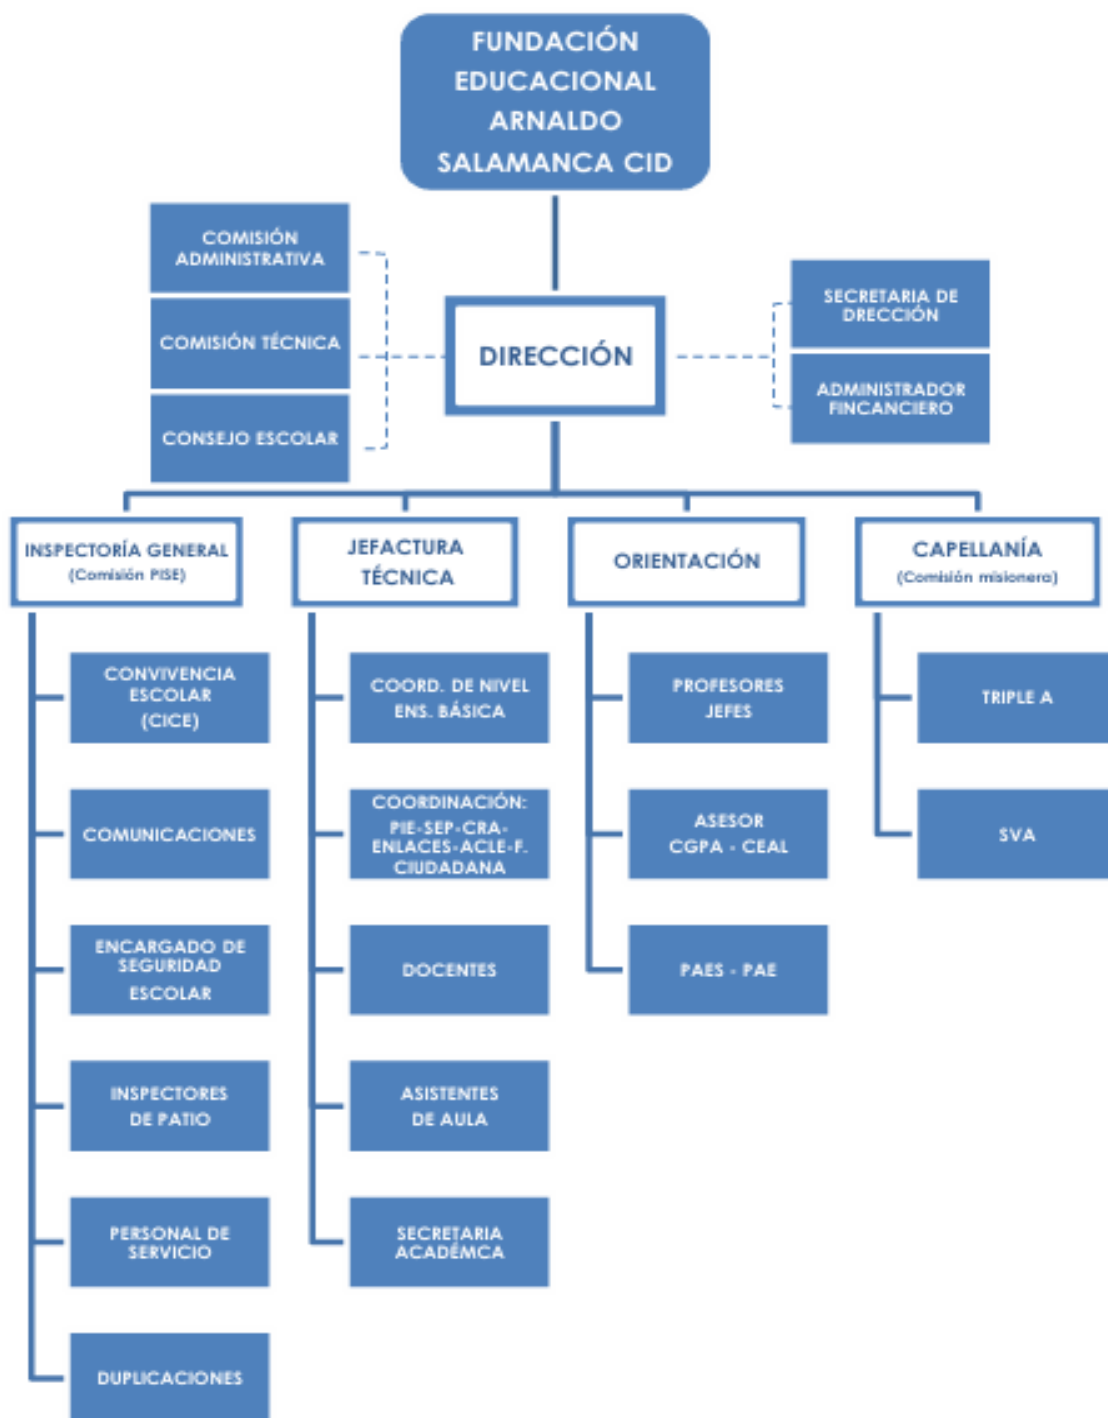 FUNDACIÓN
EDUCACIONAL
ARNALDO
SALAMANCA CID
COMISIÓN
ADMINISTRATIVA
COMISIÓN TÉCNICA
CONSEJO ESCOLAR
DIRECCIÓN
SECRETARIA DE
DRECCIÓN
ADMINISTRADOR
FINCANCIERO
INSPECTORÍA GENERAL
(Comisión PISE)
JEFACTURA
TÉCNICA
ORIENTACIÓN
CAPELLANÍA
(Comisión misionera)
CONVIVENCIA
ESCOLAR
(CICE)
COMUNICACIONES
ENCARGADO DE
SEGURIDAD
ESCOLAR
INSPECTORES
DE PATIO
PERSONAL DE
SERVICIO
DUPLICACIONES
COORD. DE NIVEL
ENS. BÁSICA
COORDINACIÓN:
PIE-SEP-CRA-
ENLACES-ACLE-F.
CIUDADANA
DOCENTES
ASISTENTES
DE AULA
SECRETARIA
ACADÉMCA
PROFESORES
JEFES
ASESOR
CGPA - CEAL
PAES - PAE
TRIPLE A
SVA